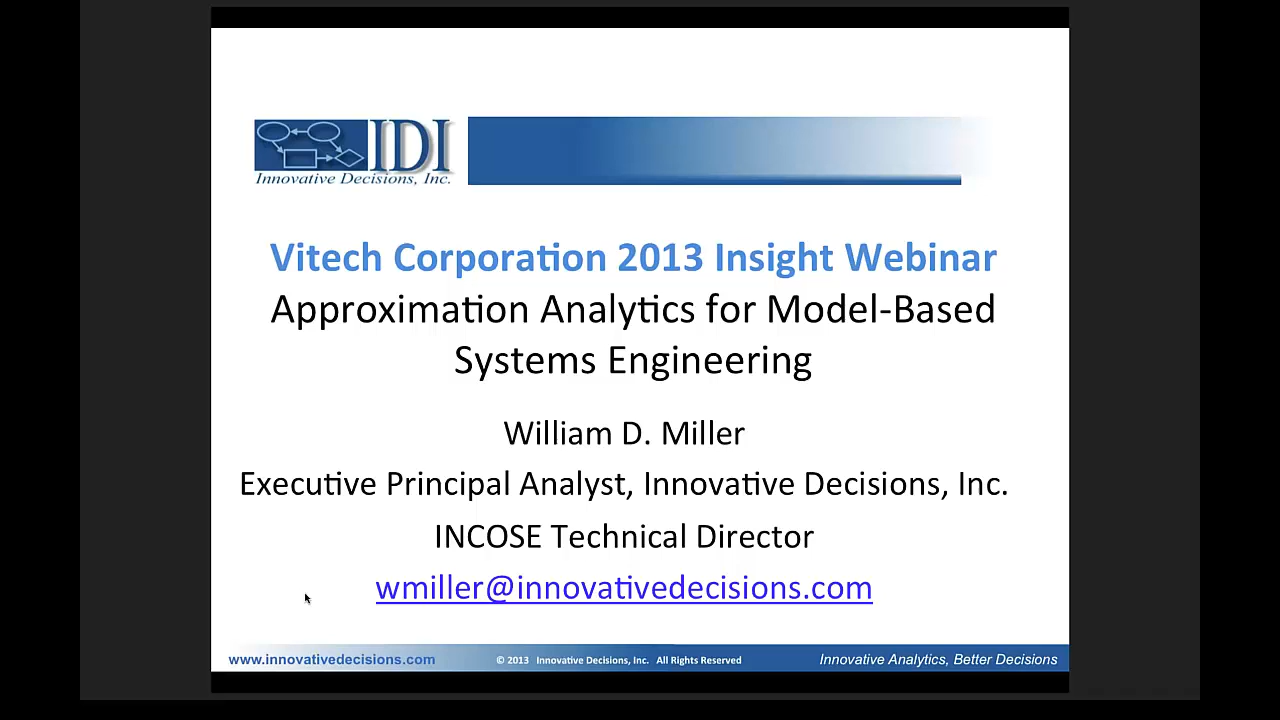 IDI
Innovative Decisions, Inc.
Vitech Corporation 2013 Insight Webinar
Approximation Analytics for Model-Based
Systems Engineering
William D. Miller
Executive Principal Analyst, Innovative Decisions, Inc.
INCOSE Technical Director
wmiller@innovativedecisions.com
www.innovativedecisions.com
© 2013 Innovative Decisions, Inc. All Rights Reserved
Innovative Analytics, Better Decisions